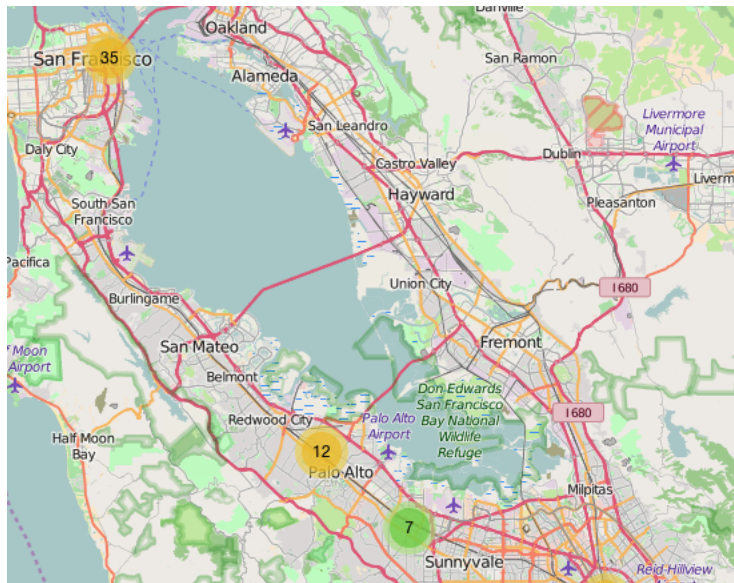 Danville
Oakland
35
San Francisco
San Ramon
Alameda
Livermore
Municipal
Airport
San Leandro
Daly City
Castro Valley
Dublin
Hayward
Liverm
Pleasanton
South San
Francisco
Pacifica
Union City
I 680
Burlingame
San Mateo
Fremont
f Moon
Airport
Belmont
Don Edwards
San Francisco
Bay National
Wildlife
Refuge
I 680
Redwood City
Palo Alto
Airport
Half Moon
Bay
12
Palo Alto
Milpitas
7
Sunnyvale
Reid-Hillview